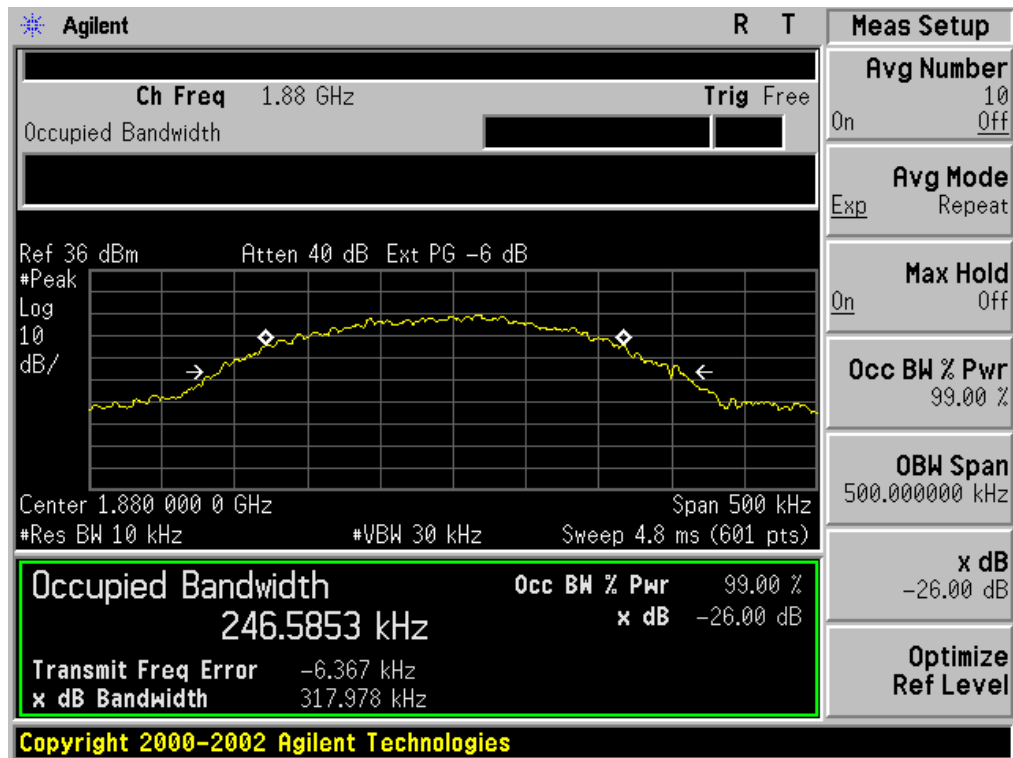 Agilent R T
Ch Freq 1.88 GHz Trig Free
Occupied Bandwidth
Ref 36 dBm Atten 40 dB Ext PG -6 dB
#Peak
Log
10
dB/
Center 1.880 000 0 GHz Span 500 kHz
#Res BW 10 kHz #VBW 30 kHz Sweep 4.8 ms (601 pts)
Occupied Bandwidth Occ BW % Pwr 99.00 %
246.5853 kHz x dB -26.00 dB
Transmit Freq Error -6.367 kHz
x dB Bandwidth 317.978 kHz
Copyright 2000-2002 Agilent Technologies
Meas Setup
Avg Number
10
On Off
Avg Mode
Exp Repeat
Max Hold
On Off
Occ BW % Pwr
99.00 %
OBW Span
500.000000 kHz
x dB
-26.00 dB
Optimize
Ref Level